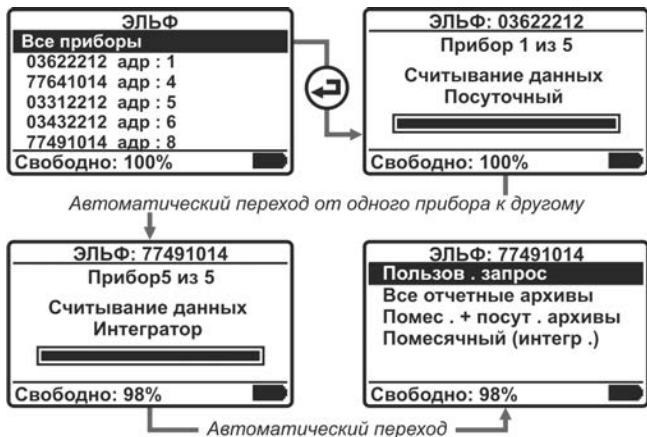 ЭЛЬФ
Все приборы
03622212 адр : 1
77641014 адр : 4
03312212 адр : 5
03432212 адр : 6
77491014 адр : 8
Свободно: 100%
ЭЛЬФ: 03622212
Прибор 1 из 5
Считывание данных
Посуточный
Свободно: 100%
Автоматический переход от одного прибора к другому
ЭЛЬФ: 77491014
Прибор5 из 5
Считывание данных
Интегратор
Свободно: 98%
ЭЛЬФ: 77491014
Пользов . запрос
Все отчетные архивы
Помес . + посут . архивы
Помесячный (интегр .)
Свободно: 98%
Автоматический переход